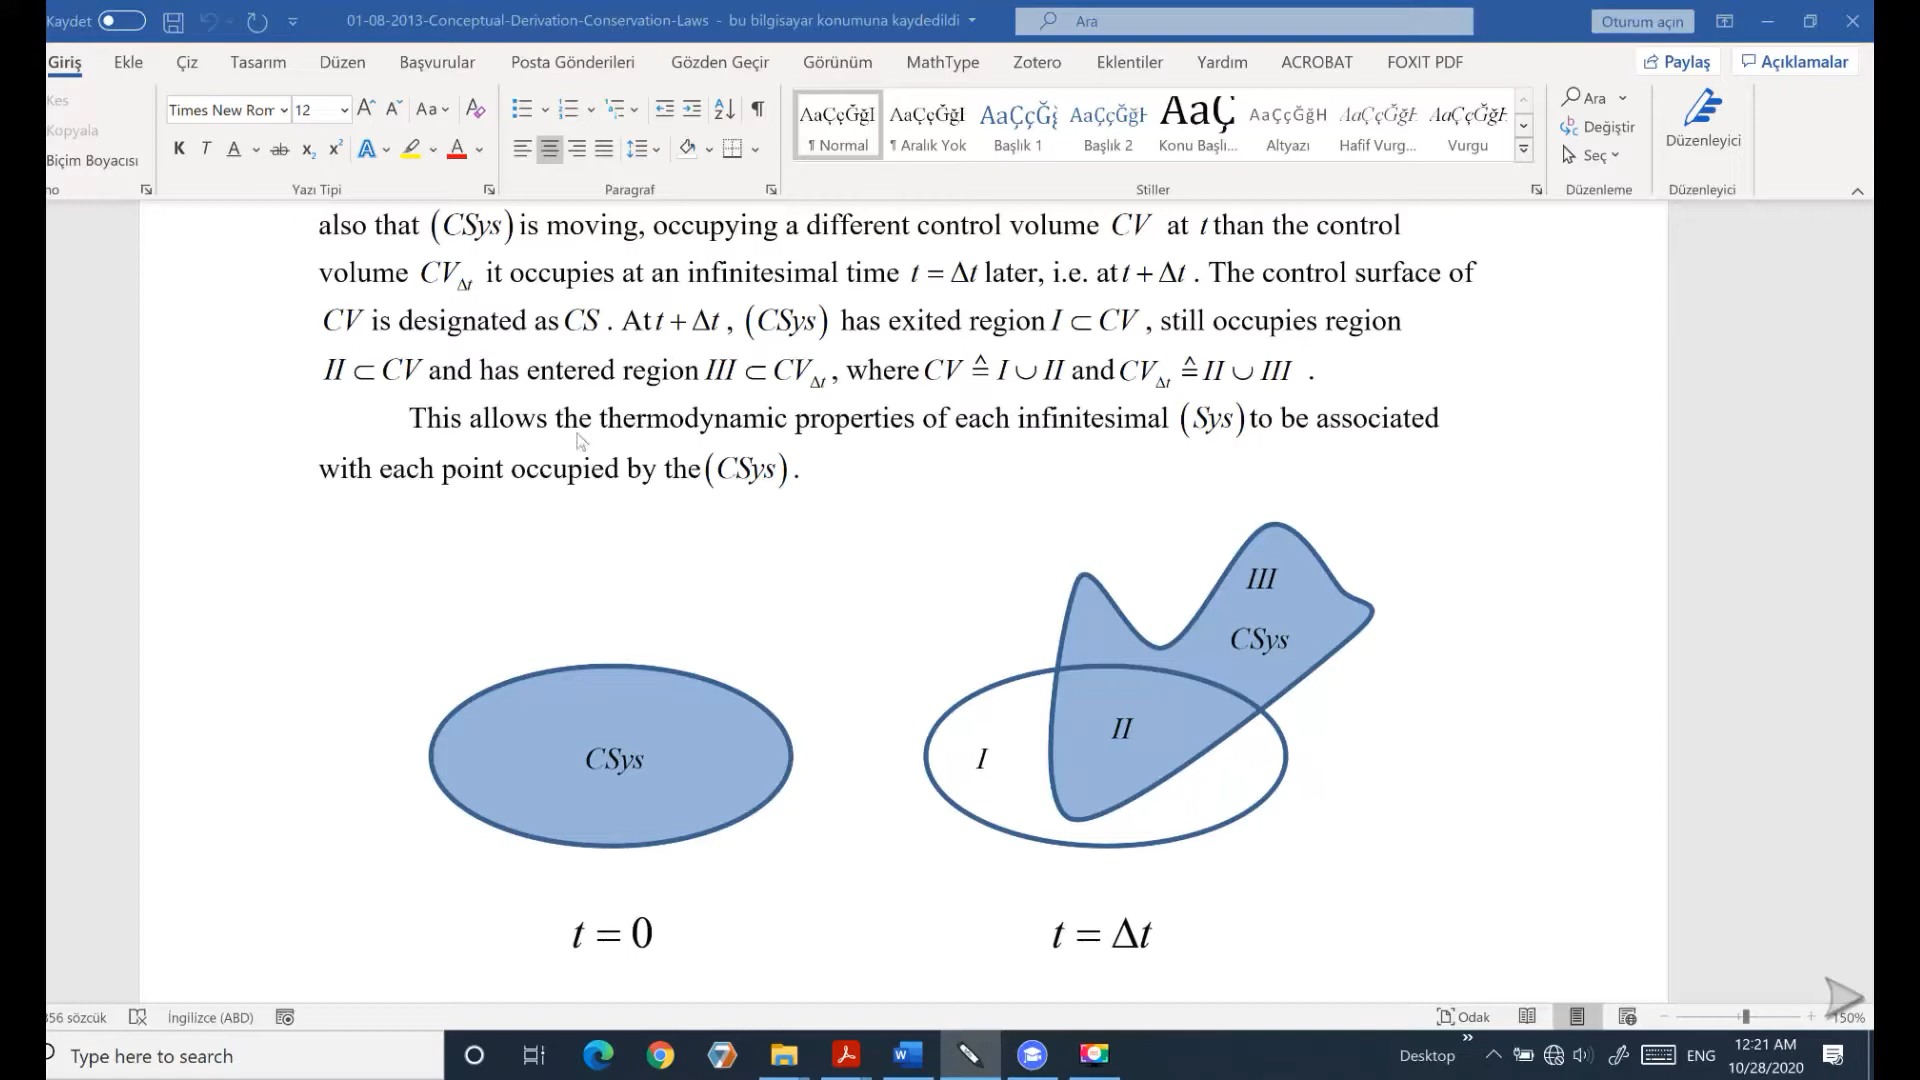 Kaydet
01-08-2013-Conceptual-Derivation-Conservation-Laws - bu bilgisayar konumuna kaydedildi
Ara
Oturum açın
Giriş Ekle Çiz Tasarım Düzen Başvurular Posta Gönderileri Gözden Geçir Görünüm MathType Zotero Eklentiler Yardım ACROBAT FOXIT PDF Paylaş Açıklamalar
Kes
Kopyala
Biçim Boyacısı
Times New Ror 12
Yazı Tipi
Paragraf
AaÇçĞğI ¶ Normal
AaÇçĞğI ¶ Aralık Yok
AaÇçĞğ Başlık 1
AaÇçĞğH Başlık 2
AaÇ Konu Başlı...
AaÇçĞğH Altyazı
AaÇçĞğH Hafif Vurg...
AaÇçĞğH Vurgu
Stiller
Ara
Değiştir
Seç
Düzenleme
Düzenleyici
Düzenleyici
also that (CSys) is moving, occupying a different control volume CV at t than the control
volume CV_Δt it occupies at an infinitesimal time t = Δt later, i.e. at t + Δt . The control surface of
CV is designated as CS . At t + Δt , (CSys) has exited region I ⊂ CV , still occupies region
II ⊂ CV and has entered region III ⊂ CV_Δt , where CV ≙ I ∪ II and CV_Δt ≙ II ∪ III .
This allows the thermodynamic properties of each infinitesimal (Sys) to be associated
with each point occupied by the (CSys) .
III
CSys
CSys
I
II
t = 0
t = Δt
356 sözcük
İngilizce (ABD)
Odak
150%
Type here to search
Desktop
ENG
12:21 AM
10/28/2020